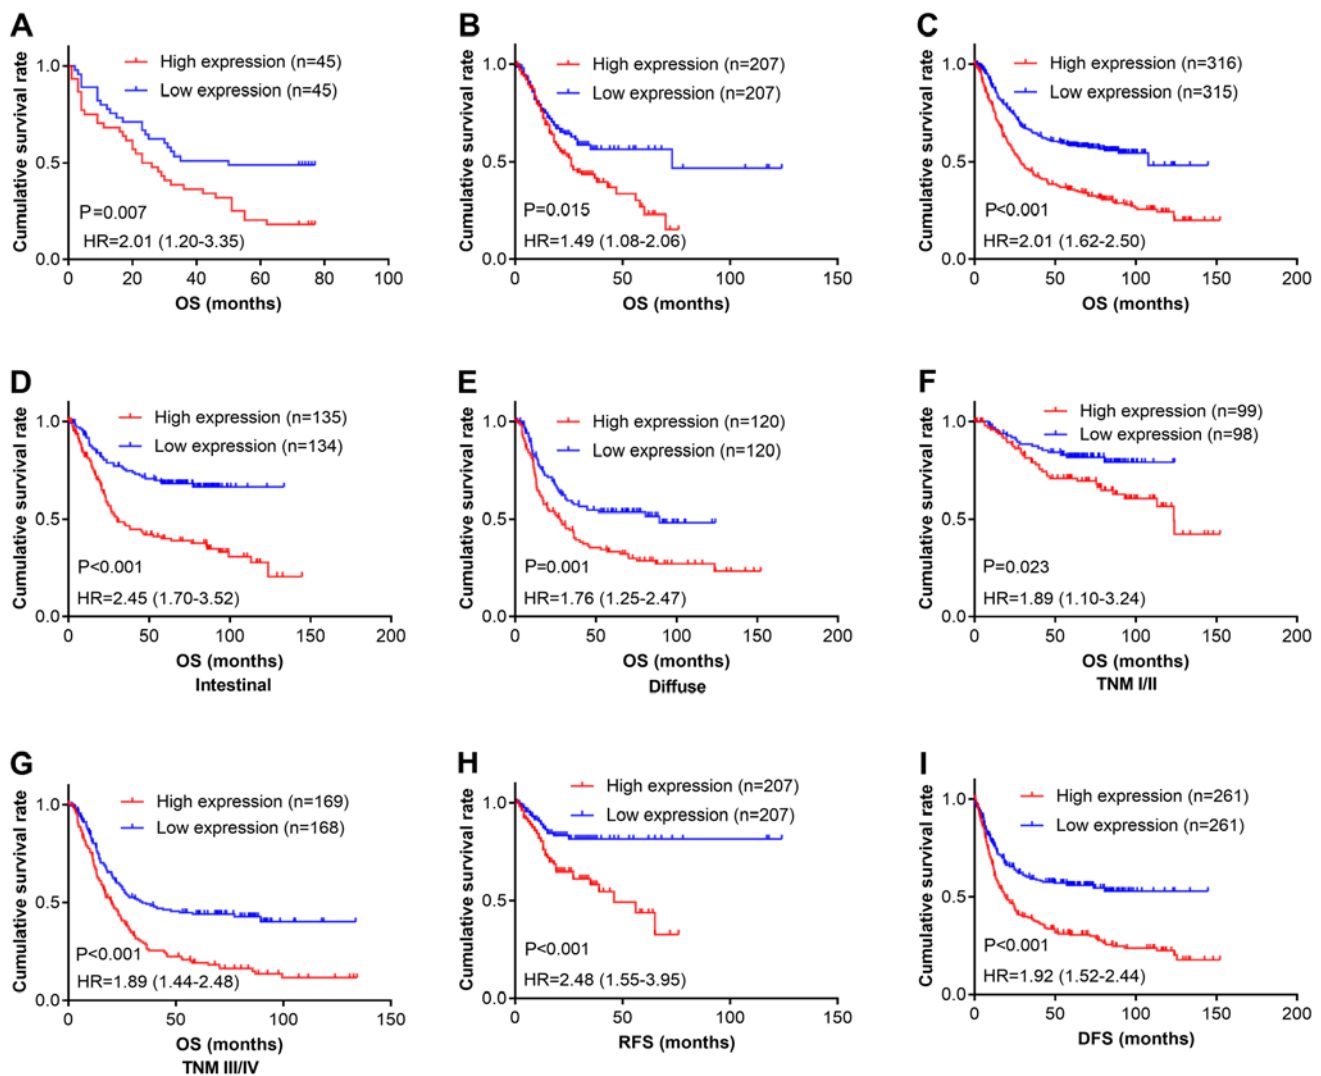 A
Cumulative survival rate
High expression (n=45)
Low expression (n=45)
1.0
0.5
0.0
P=0.007
HR=2.01 (1.20-3.35)
0 20 40 60 80 100
OS (months)
B
Cumulative survival rate
High expression (n=207)
Low expression (n=207)
1.0
0.5
0.0
P=0.015
HR=1.49 (1.08-2.06)
0 50 100 150
OS (months)
C
Cumulative survival rate
High expression (n=316)
Low expression (n=315)
1.0
0.5
0.0
P<0.001
HR=2.01 (1.62-2.50)
0 50 100 150 200
OS (months)
D
Cumulative survival rate
High expression (n=135)
Low expression (n=134)
1.0
0.5
0.0
P<0.001
HR=2.45 (1.70-3.52)
0 50 100 150 200
OS (months)
Intestinal
E
Cumulative survival rate
High expression (n=120)
Low expression (n=120)
1.0
0.5
0.0
P=0.001
HR=1.76 (1.25-2.47)
0 50 100 150 200
OS (months)
Diffuse
F
Cumulative survival rate
High expression (n=99)
Low expression (n=98)
1.0
0.5
0.0
P=0.023
HR=1.89 (1.10-3.24)
0 50 100 150 200
OS (months)
TNM I/II
G
Cumulative survival rate
High expression (n=169)
Low expression (n=168)
1.0
0.5
0.0
P<0.001
HR=1.89 (1.44-2.48)
0 50 100 150
OS (months)
TNM III/IV
H
Cumulative survival rate
High expression (n=207)
Low expression (n=207)
1.0
0.5
0.0
P<0.001
HR=2.48 (1.55-3.95)
0 50 100 150
RFS (months)
I
Cumulative survival rate
High expression (n=261)
Low expression (n=261)
1.0
0.5
0.0
P<0.001
HR=1.92 (1.52-2.44)
0 50 100 150 200
DFS (months)